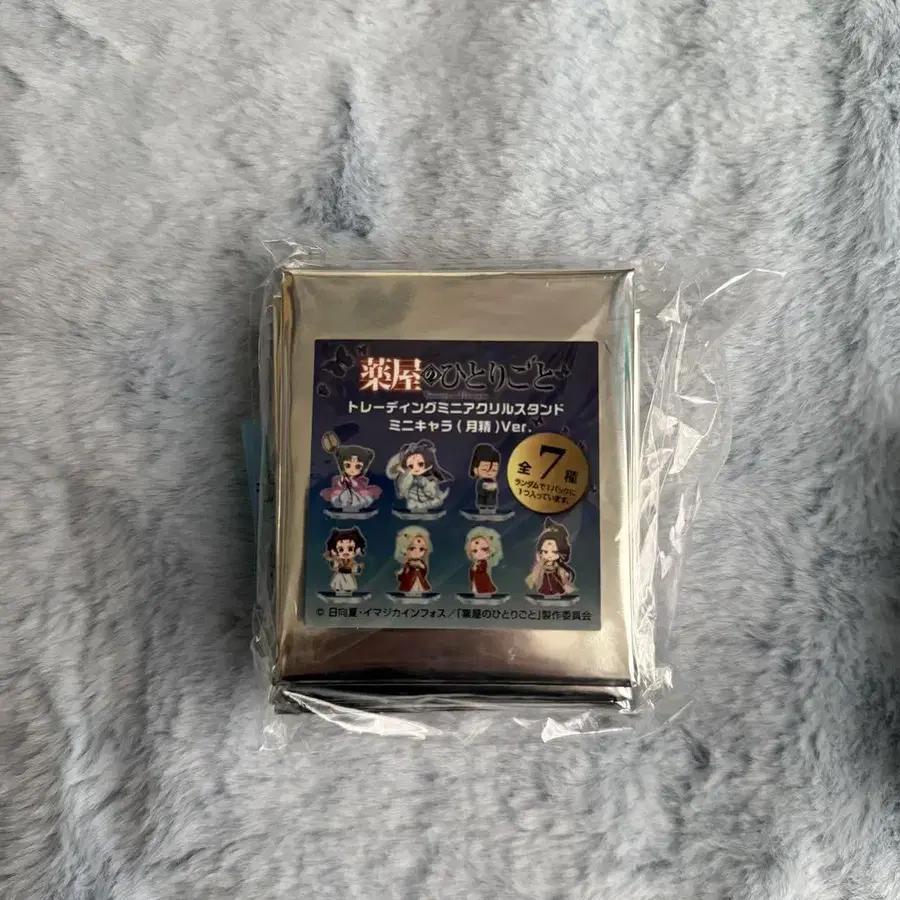 薬屋のひとりごと
トレーディングミニアクリルスタンド
ミニキャラ(月精)Ver.
全7種
ランダムで1パックに
1つ入っています。
© 日向夏・イマジカインフォス/「薬屋のひとりごと」製作委員会